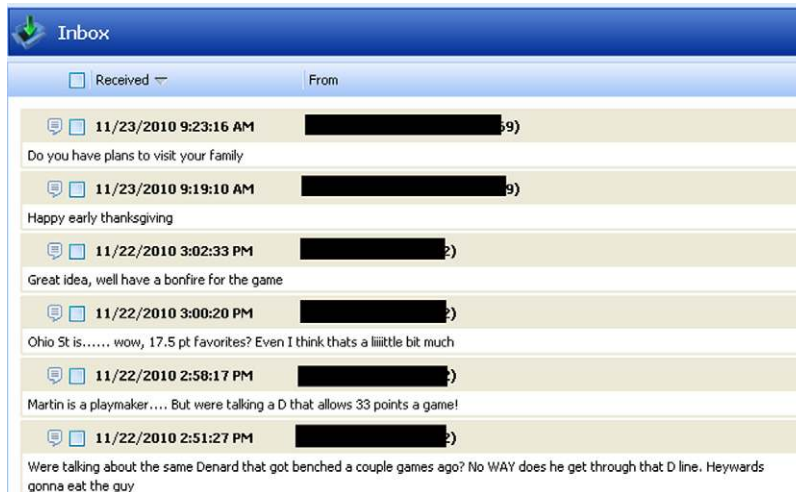 Inbox
Received From
11/23/2010 9:23:16 AM 59)
Do you have plans to visit your family
11/23/2010 9:19:10 AM 9)
Happy early thanksgiving
11/22/2010 3:02:33 PM 2)
Great idea, well have a bonfire for the game
11/22/2010 3:00:20 PM 2)
Ohio St is...... wow, 17.5 pt favorites? Even I think thats a liiiittle bit much
11/22/2010 2:58:17 PM 2)
Martin is a playmaker.... But were talking a D that allows 33 points a game!
11/22/2010 2:51:27 PM 2)
Were talking about the same Denard that got benched a couple games ago? No WAY does he get through that D line. Heywards
gonna eat the guy